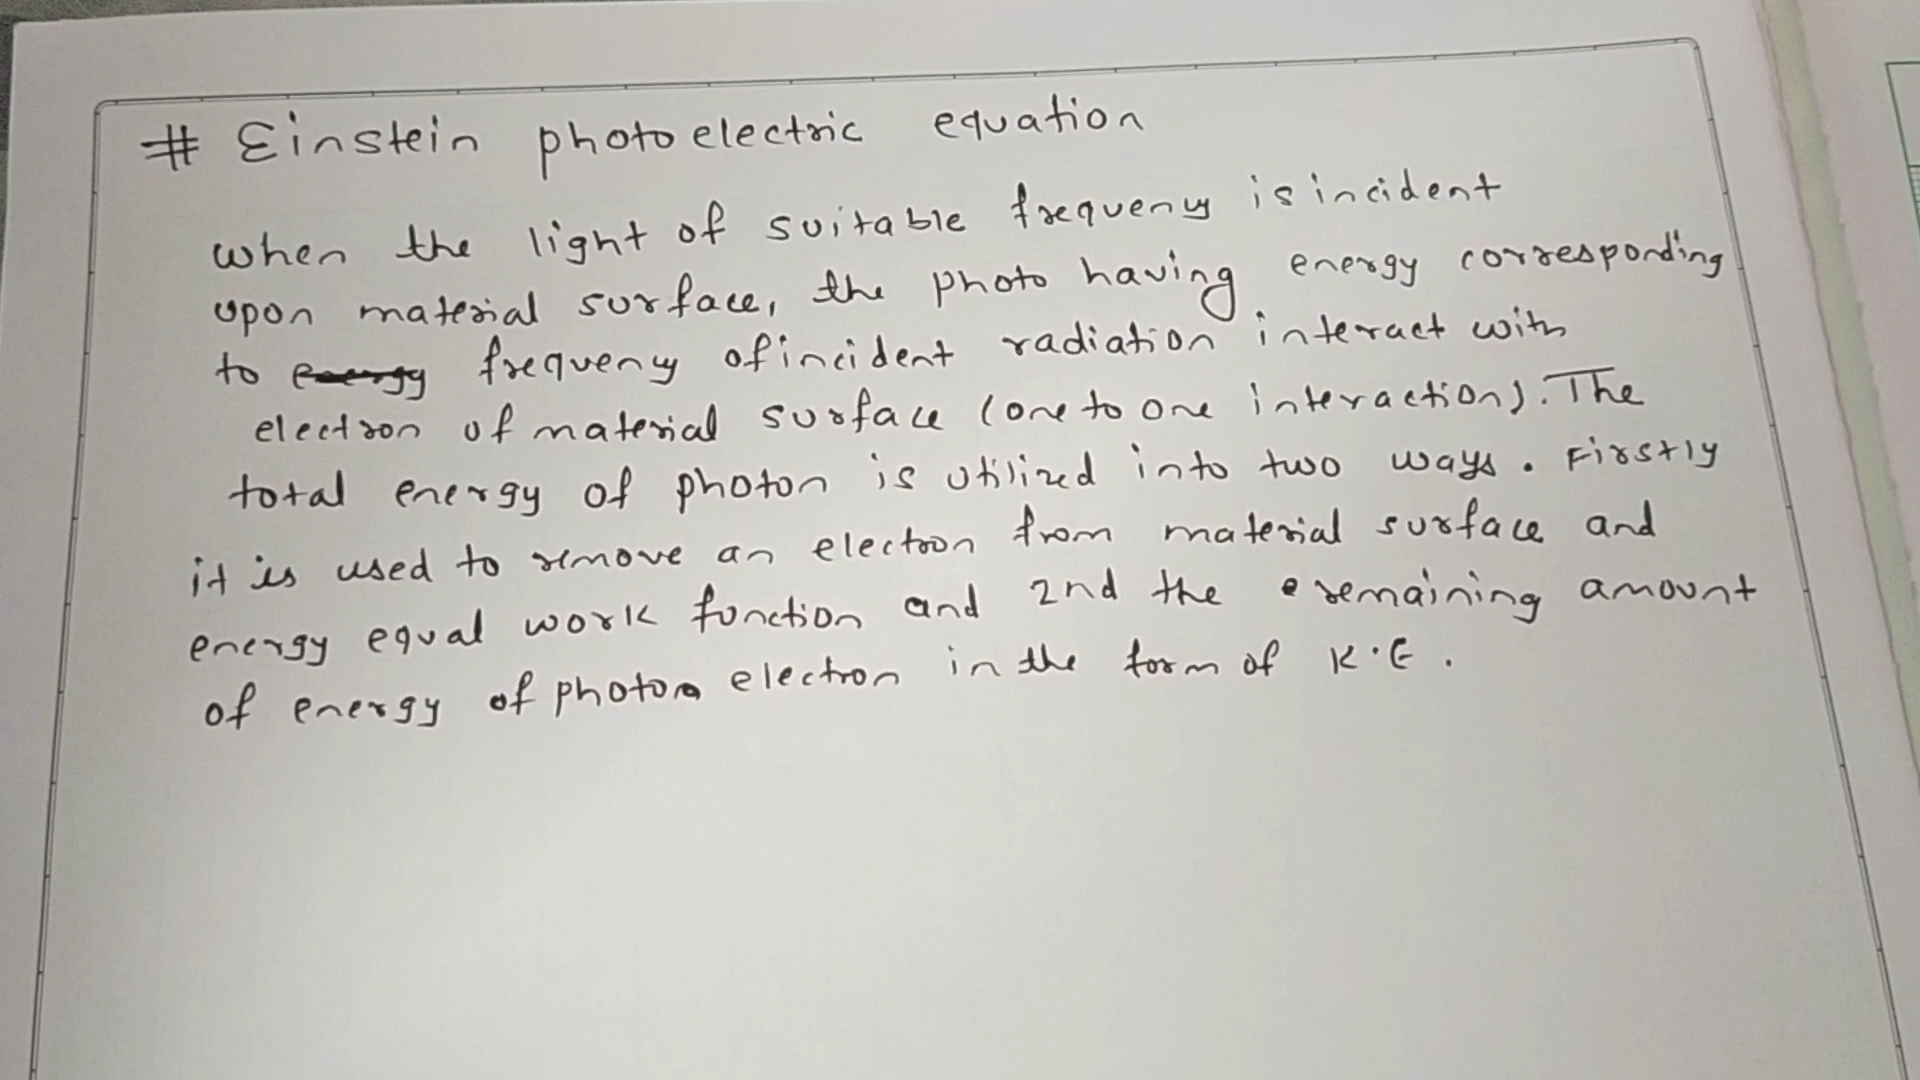 # Einstein photoelectric equation
when the light of suitable frequency is incident
upon material surface, the photo having energy corresponding
to energy frequency of incident radiation interact with
electron of material surface (one to one interaction). The
total energy of photon is utilized into two ways. Firstly
it is used to remove an electron from material surface and
energy equal work function and 2nd the remaining amount
of energy of photon electron in the form of K.E.